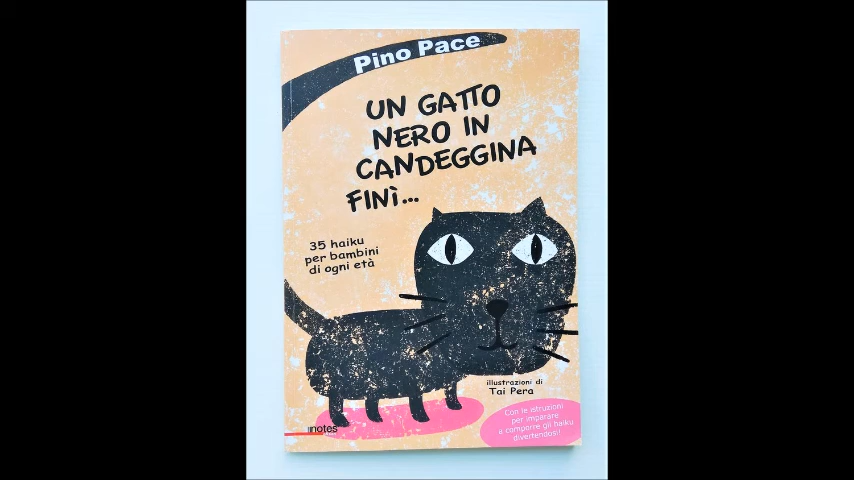 Pino Pace
UN GATTO
NERO IN
CANDEGGINA
FINÌ...
35 haiku
per bambini
di ogni età
illustrazioni di
Tai Pera
Con le istruzioni
per imparare
a comporre gli haiku
divertendosi!
notes